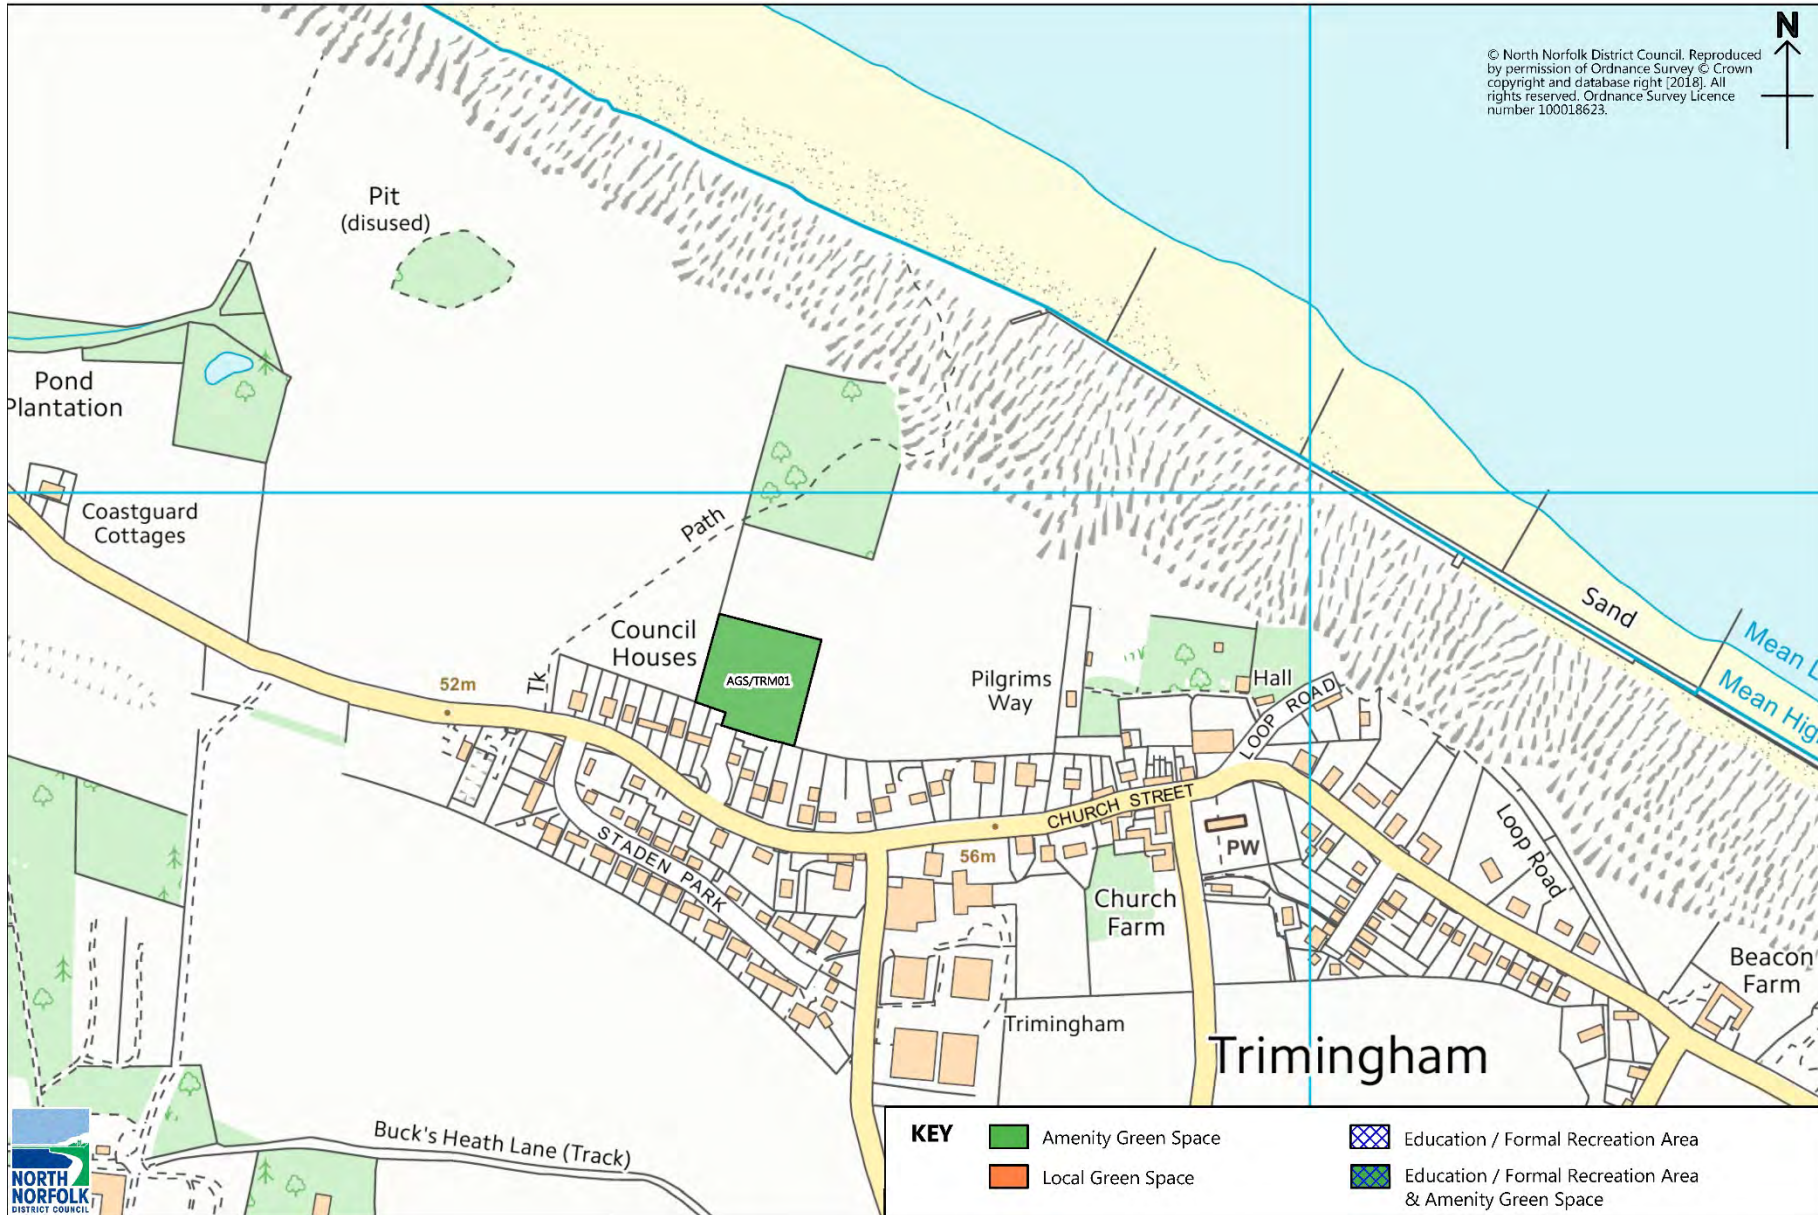 N
© North Norfolk District Council. Reproduced
by permission of Ordnance Survey © Crown
copyright and database right [2018]. All
rights reserved. Ordnance Survey Licence
number 100018623.
Pit
(disused)
Pond
Plantation
Coastguard
Cottages
Path
Sand
Council
Houses
AGS/TRM01
Tk
52m
Pilgrims
Way
Hall
LOOP ROAD
Mean L
Mean Hig
CHURCH STREET
STADEN PARK
56m
PW
Loop Road
Church
Farm
Beacon
Farm
Trimingham
Trimingham
Buck's Heath Lane (Track)
NORTH
NORFOLK
DISTRICT COUNCIL
KEY
Amenity Green Space
Education / Formal Recreation Area
Local Green Space
Education / Formal Recreation Area
& Amenity Green Space